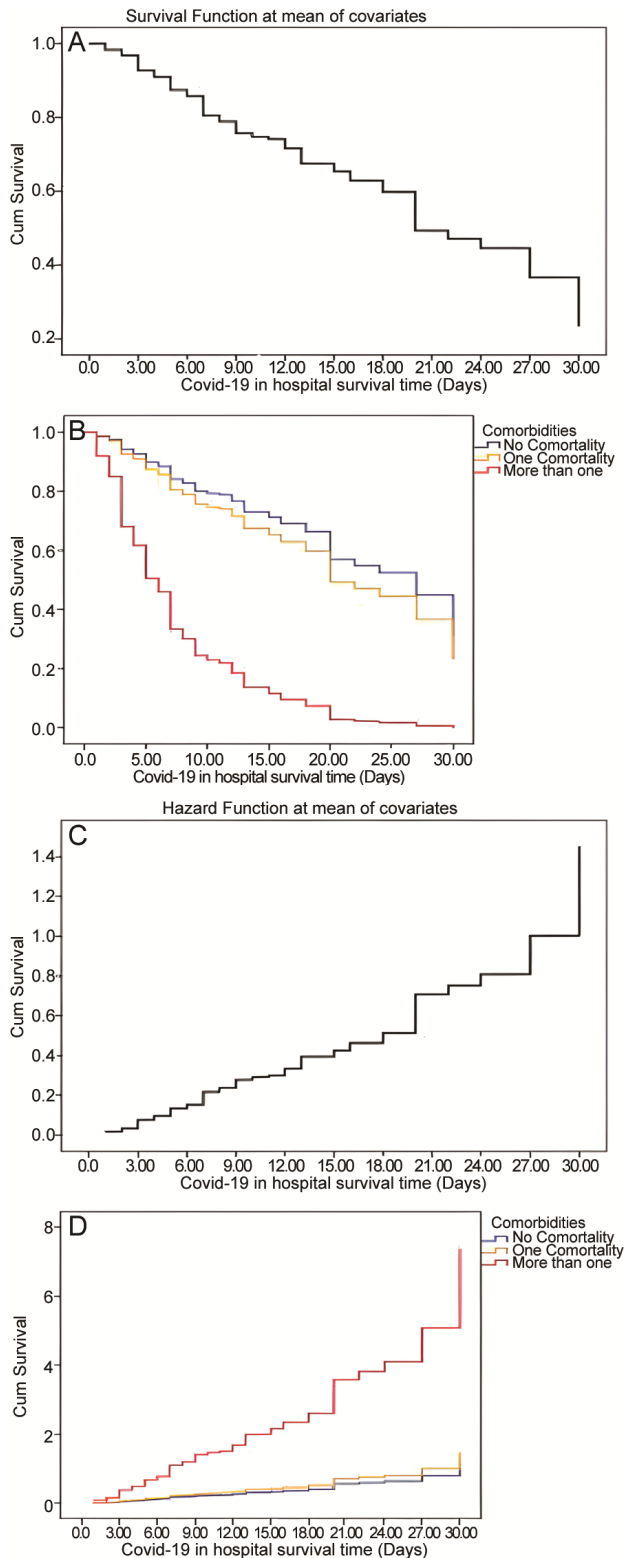 Survival Function at mean of covariates
A
1.0
0.8
0.6
0.4
0.2
Cum Survival
0.0 3.00 6.00 9.00 12.00 15.00 18.00 21.00 24.00 27.00 30.00
Covid-19 in hospital survival time (Days)
B
Comorbidities
No Comortality
One Comortality
More than one
1.0
0.8
0.6
0.4
0.2
0.0
Cum Survival
0.0 5.00 10.00 15.00 20.00 25.00 30.00
Covid-19 in hospital survival time (Days)
Hazard Function at mean of covariates
C
1.4
1.2
1.0
0.8
0.6
0.4
0.2
0.0
Cum Survival
0.0 3.00 6.00 9.00 12.00 15.00 18.00 21.00 24.00 27.00 30.00
Covid-19 in hospital survival time (Days)
D
Comorbidities
No Comortality
One Comortality
More than one
8
6
4
2
0
Cum Survival
0.0 3.00 6.00 9.00 12.00 15.00 18.00 21.00 24.00 27.00 30.00
Covid-19 in hospital survival time (Days)